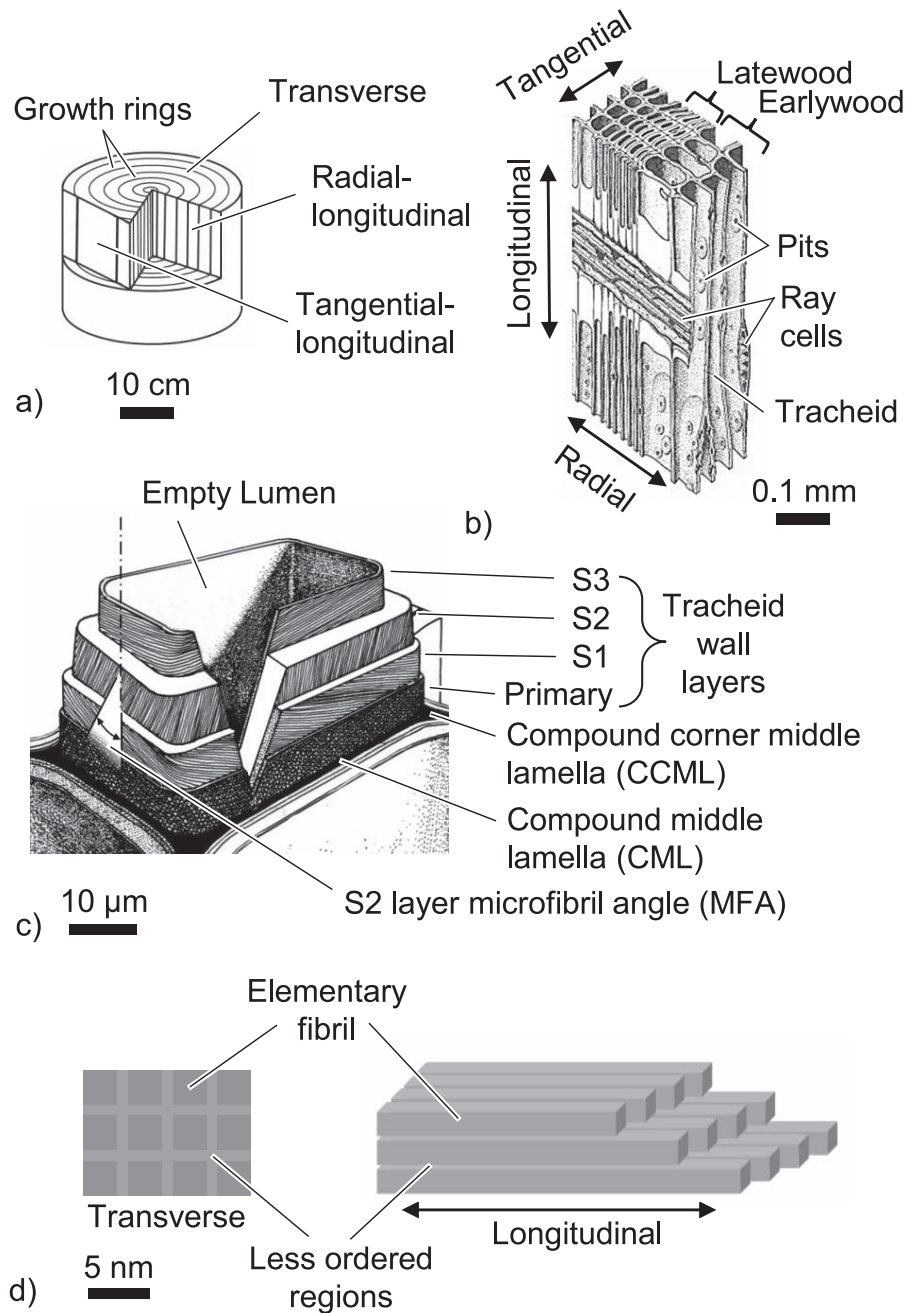 Growth rings
Transverse
Radial-
longitudinal
Tangential-
longitudinal
10 cm
a)
Tangential
Latewood
Earlywood
Longitudinal
Pits
Ray
cells
Tracheid
Radial
0.1 mm
b)
Empty Lumen
S3
S2
S1
Primary
Tracheid
wall
layers
Compound corner middle
lamella (CCML)
Compound middle
lamella (CML)
S2 layer microfibril angle (MFA)
10 µm
c)
Elementary
fibril
Transverse
Longitudinal
Less ordered
regions
5 nm
d)